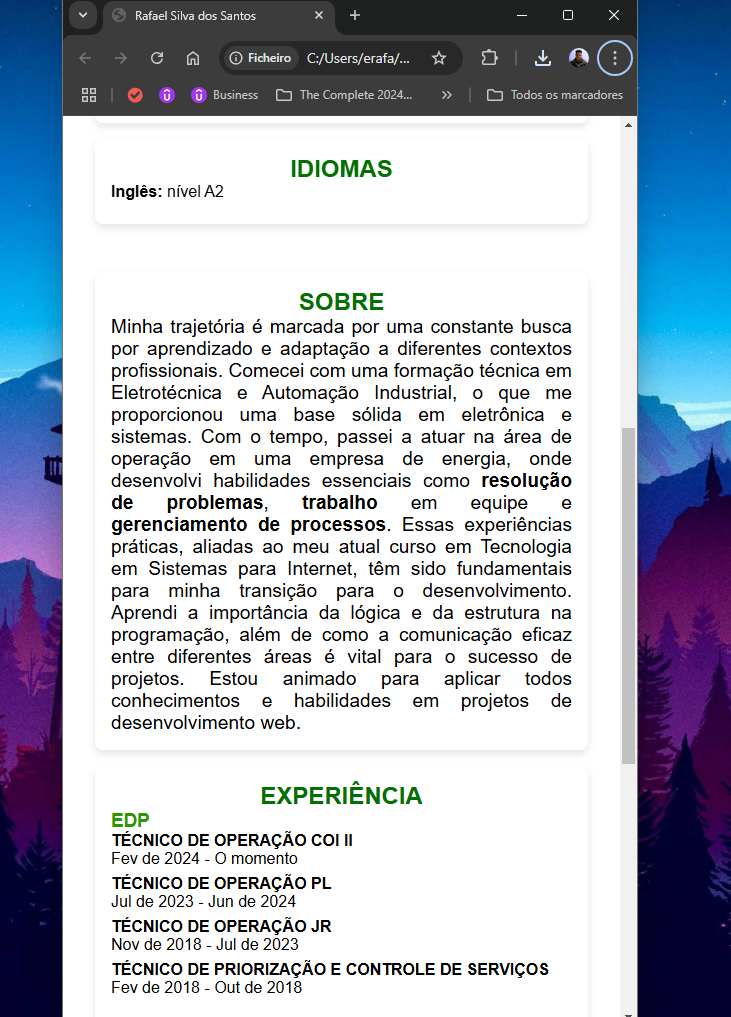 Rafael Silva dos Santos
Ficheiro
C:/Users/erafa/...
Business
The Complete 2024...
Todos os marcadores
IDIOMAS
Inglês: nível A2
SOBRE
Minha trajetória é marcada por uma constante busca
por aprendizado e adaptação a diferentes contextos
profissionais. Comecei com uma formação técnica em
Eletrotécnica e Automação Industrial, o que me
proporcionou uma base sólida em eletrônica e
sistemas. Com o tempo, passei a atuar na área de
operação em uma empresa de energia, onde
desenvolvi habilidades essenciais como resolução
de problemas, trabalho em equipe e
gerenciamento de processos. Essas experiências
práticas, aliadas ao meu atual curso em Tecnologia
em Sistemas para Internet, têm sido fundamentais
para minha transição para o desenvolvimento.
Aprendi a importância da lógica e da estrutura na
programação, além de como a comunicação eficaz
entre diferentes áreas é vital para o sucesso de
projetos. Estou animado para aplicar todos
conhecimentos e habilidades em projetos de
desenvolvimento web.
EXPERIÊNCIA
EDP
TÉCNICO DE OPERAÇÃO COI II
Fev de 2024 - O momento
TÉCNICO DE OPERAÇÃO PL
Jul de 2023 - Jun de 2024
TÉCNICO DE OPERAÇÃO JR
Nov de 2018 - Jul de 2023
TÉCNICO DE PRIORIZAÇÃO E CONTROLE DE SERVIÇOS
Fev de 2018 - Out de 2018